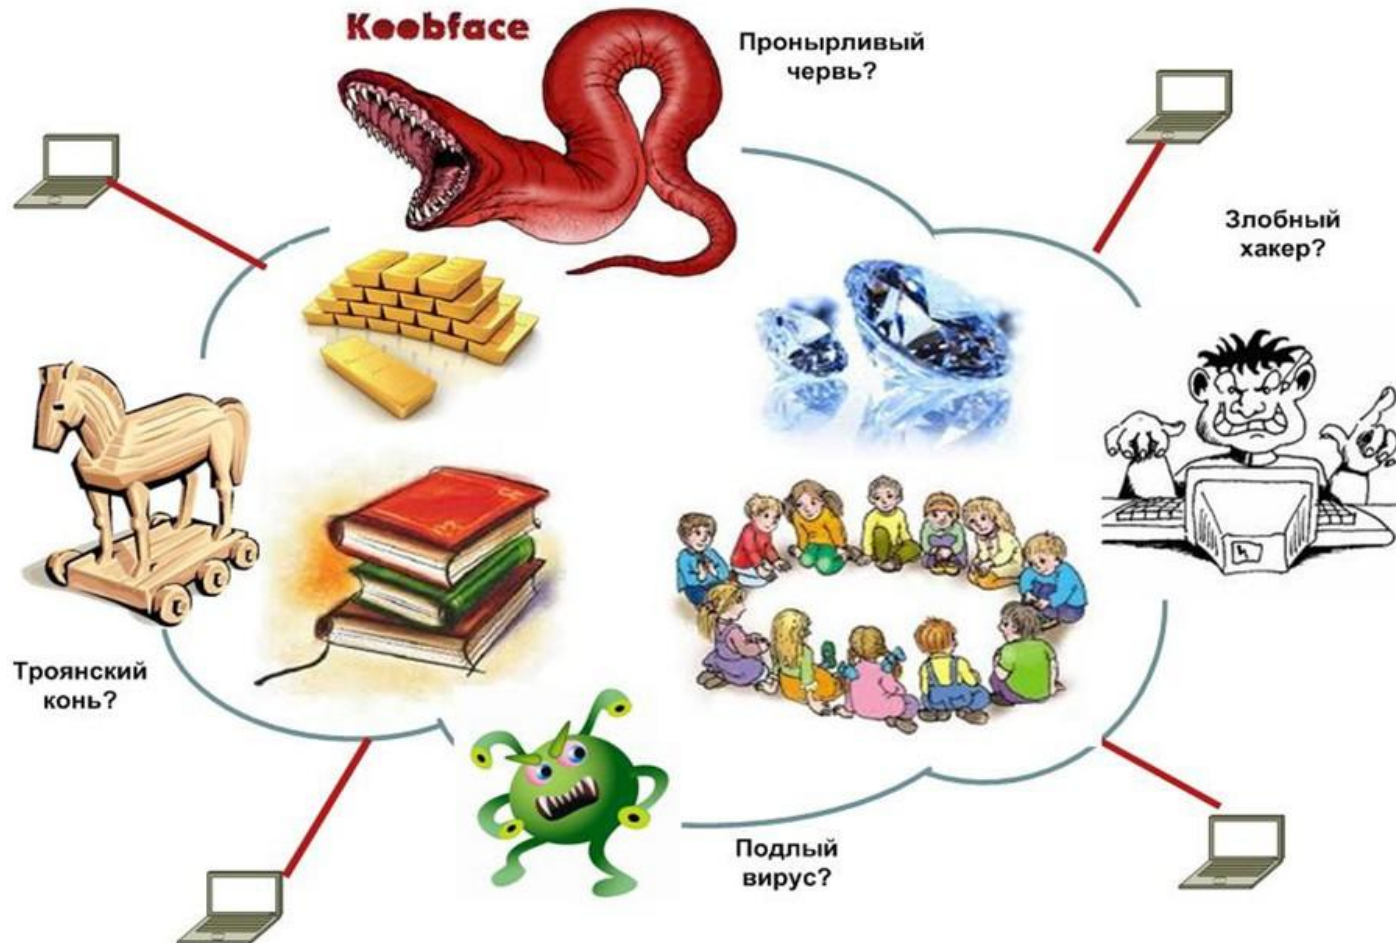 Koobface
Пронырливый
червь?
Злобный
хакер?
Троянский
конь?
Подлый
вирус?